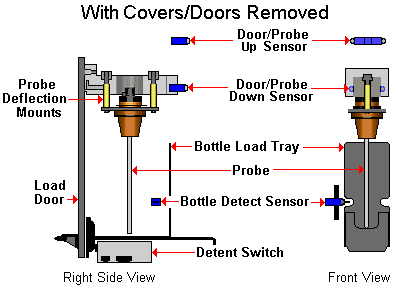 With Covers/Doors Removed
Door/Probe
Up Sensor
Probe
Deflection
Mounts
Door/Probe
Down Sensor
Bottle Load Tray
Probe
Load
Door
Bottle Detect Sensor
Detent Switch
Right Side View
Front View